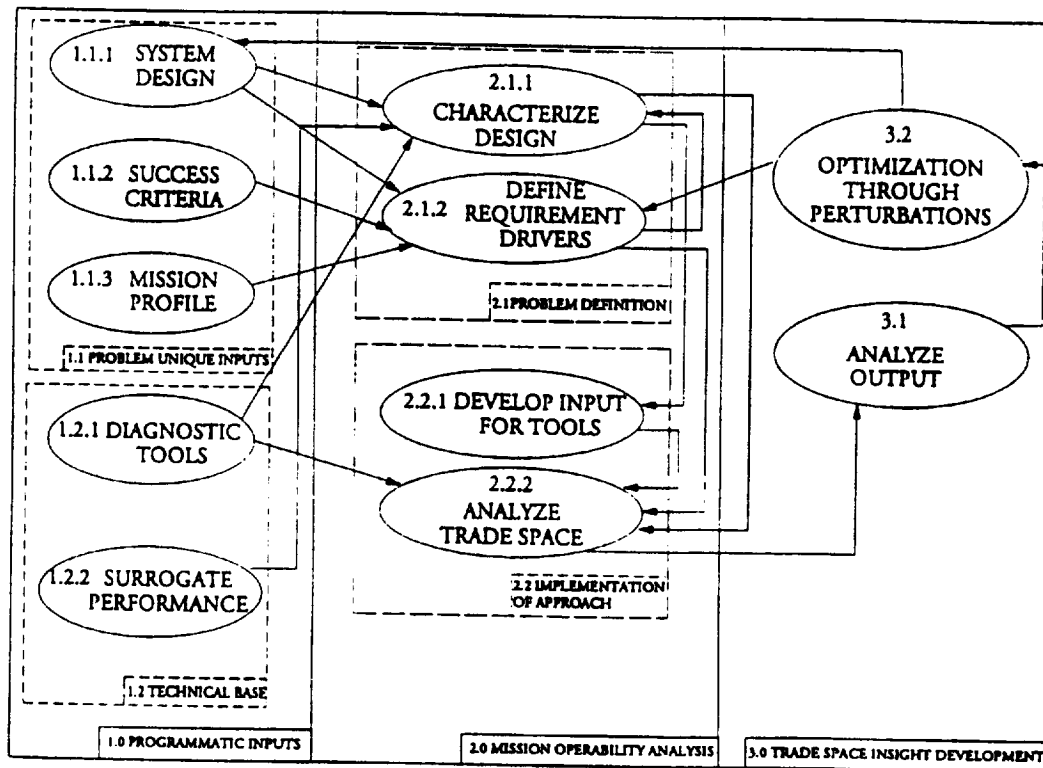 1.1.1 SYSTEM
DESIGN
1.1.2 SUCCESS
CRITERIA
1.1.3 MISSION
PROFILE
1.1 PROBLEM UNIQUE INPUTS
1.2.1 DIAGNOSTIC
TOOLS
1.2.2 SURROGATE
PERFORMANCE
1.2 TECHNICAL BASE
1.0 PROGRAMMATIC INPUTS
2.1.1
CHARACTERIZE
DESIGN
DEFINE
2.1.2 REQUIREMENT
DRIVERS
2.1 PROBLEM DEFINITION
2.2.1 DEVELOP INPUT
FOR TOOLS
2.2.2
ANALYZE
TRADE SPACE
2.2 IMPLEMENTATION
OF APPROACH
2.0 MISSION OPERABILITY ANALYSIS
3.2
OPTIMIZATION
THROUGH
PERTURBATIONS
3.1
ANALYZE
OUTPUT
3.0 TRADE SPACE INSIGHT DEVELOPMENT